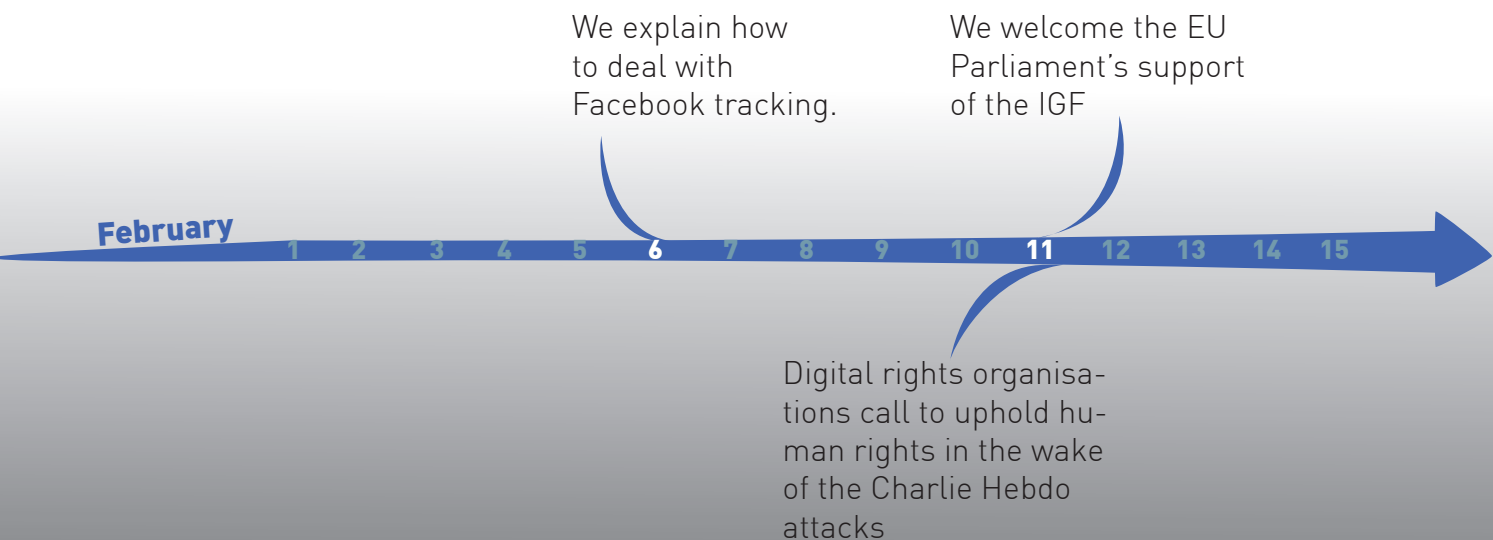 We explain how
to deal with
Facebook tracking.
We welcome the EU
Parliament's support
of the IGF
February
1 2 3 4 5 6 7 8 9 10 11 12 13 14 15
Digital rights organisa-
tions call to uphold hu-
man rights in the wake
of the Charlie Hebdo
attacks